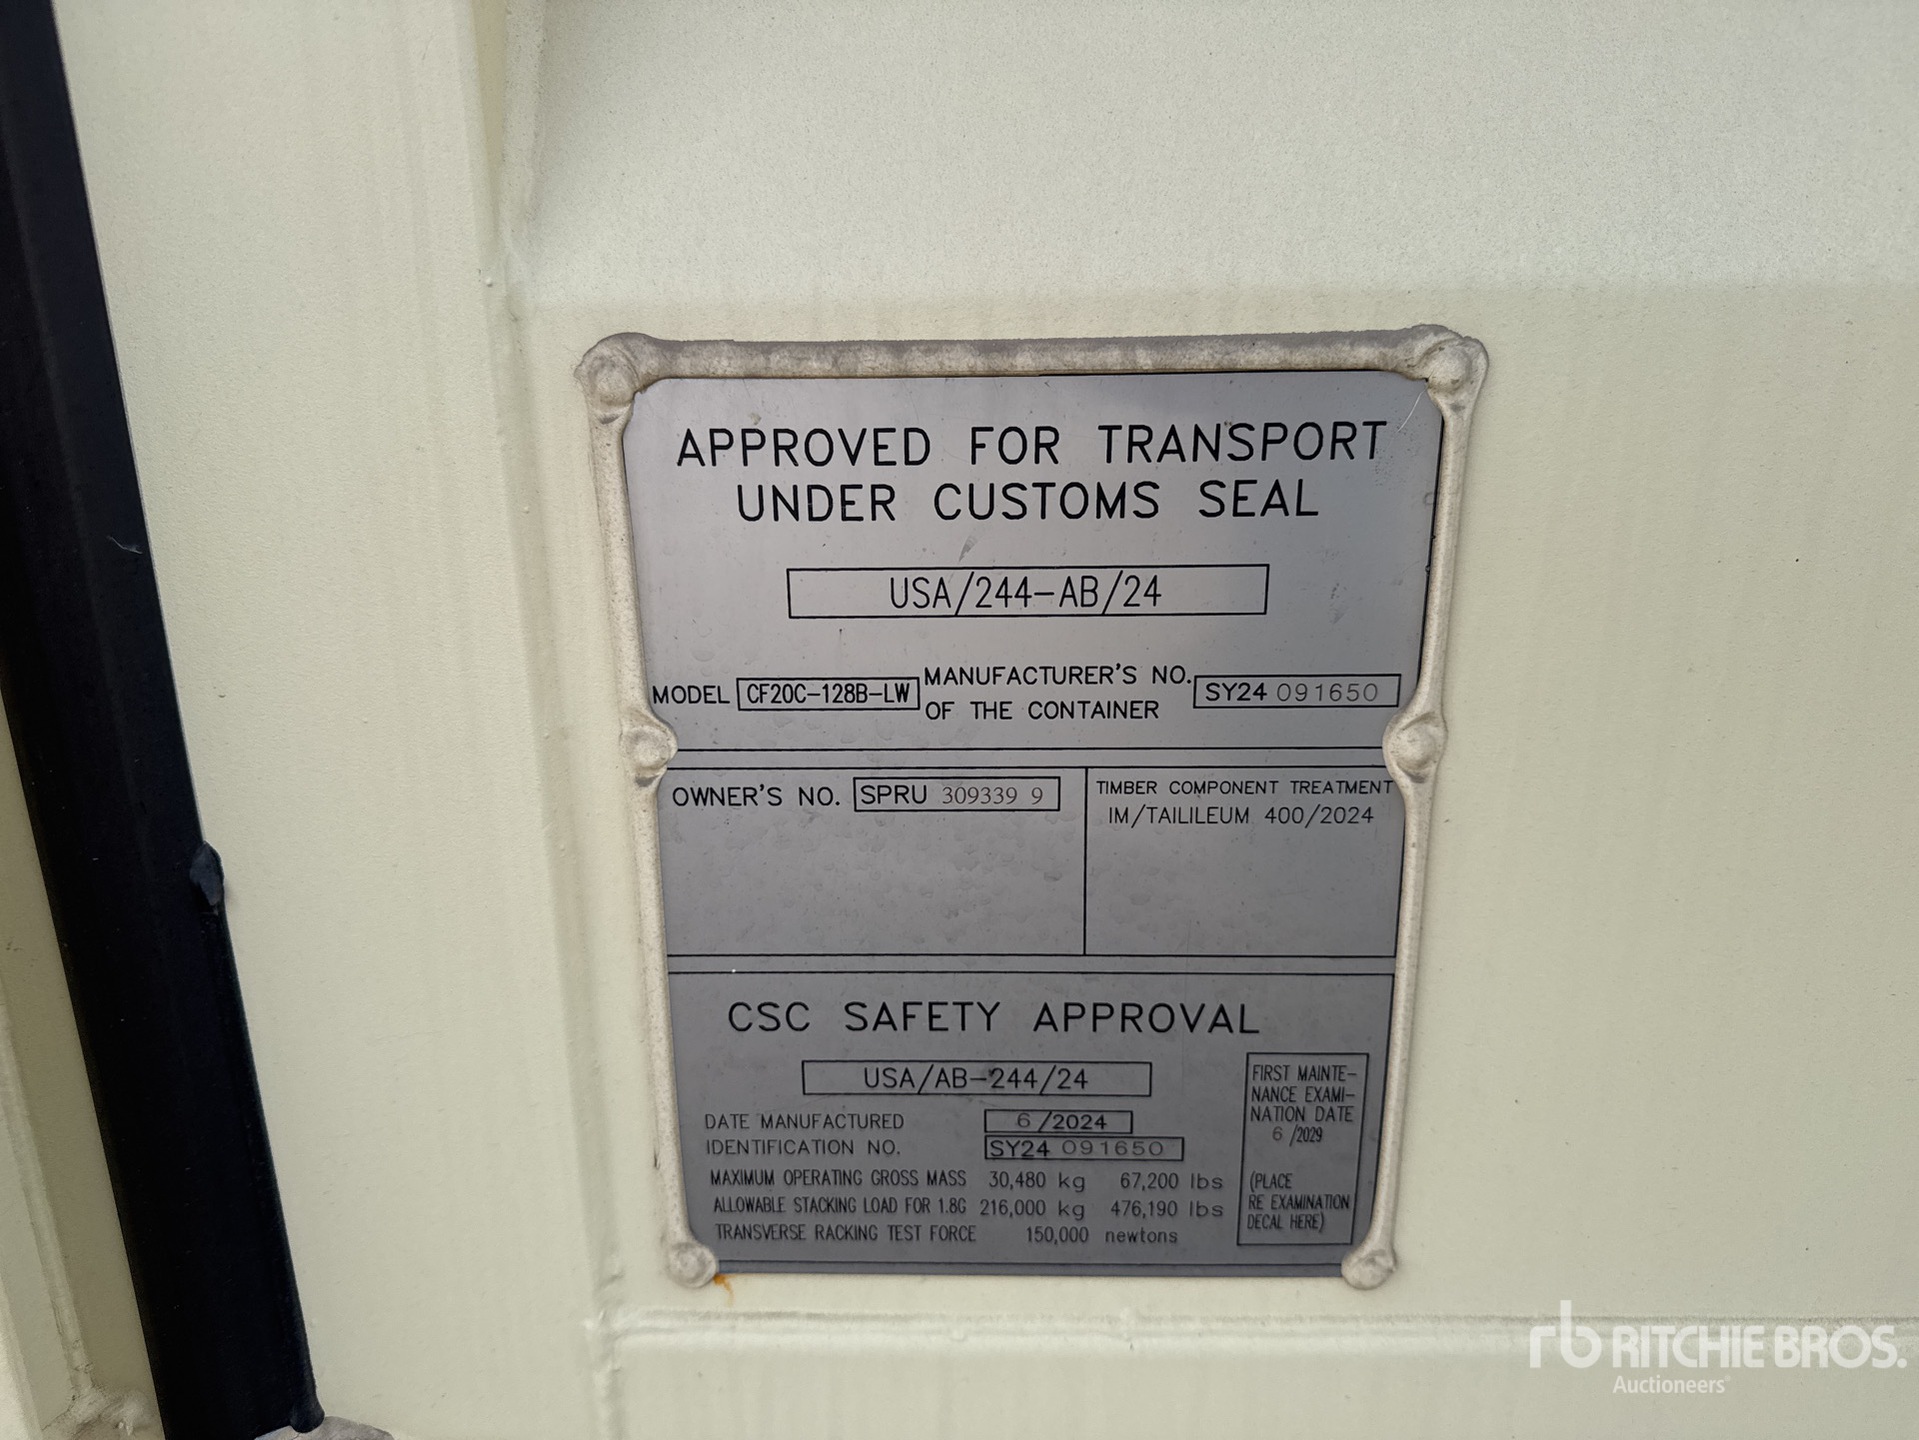 APPROVED FOR TRANSPORT
UNDER CUSTOMS SEAL
USA/244-AB/24
MODEL CF20C-128B-LW MANUFACTURER'S NO. OF THE CONTAINER SY24 091650
OWNER'S NO. SPRU 309339 9
TIMBER COMPONENT TREATMENT
IM/TAILILEUM 400/2024
CSC SAFETY APPROVAL
USA/AB-244/24
DATE MANUFACTURED 6/2024
IDENTIFICATION NO. SY24 091650
MAXIMUM OPERATING GROSS MASS 30,480 kg 67,200 lbs
ALLOWABLE STACKING LOAD FOR 1.8G 216,000 kg 476,190 lbs
TRANSVERSE RACKING TEST FORCE 150,000 newtons
FIRST MAINTE-
NANCE EXAMI-
NATION DATE
6 /2029
(PLACE
RE EXAMINATION
DECAL HERE)
rb RITCHIE BROS.
Auctioneers